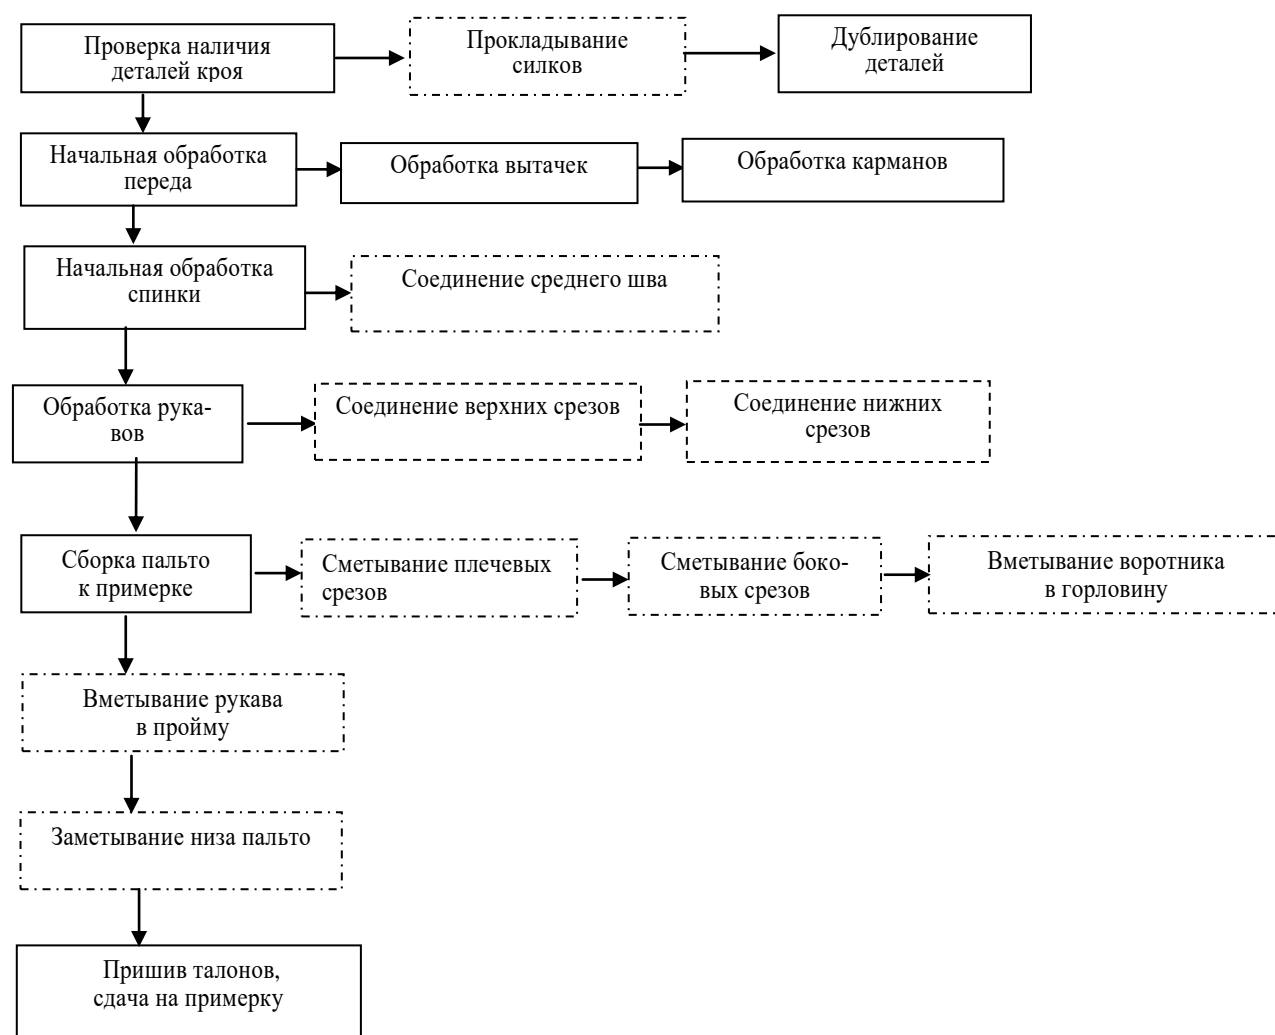 Проверка наличия
деталей кроя
Прокладывание
силков
Дублирование
деталей
Начальная обработка
переда
Обработка вытачек
Обработка карманов
Начальная обработка
спинки
Соединение среднего шва
Обработка рука-
вов
Соединение верхних срезов
Соединение нижних
срезов
Сборка пальто
к примерке
Сметывание плечевых
срезов
Сметывание боко-
вых срезов
Вметывание воротника
в горловину
Вметывание рукава
в пройму
Заметывание низа пальто
Пришив талонов,
сдача на примерку